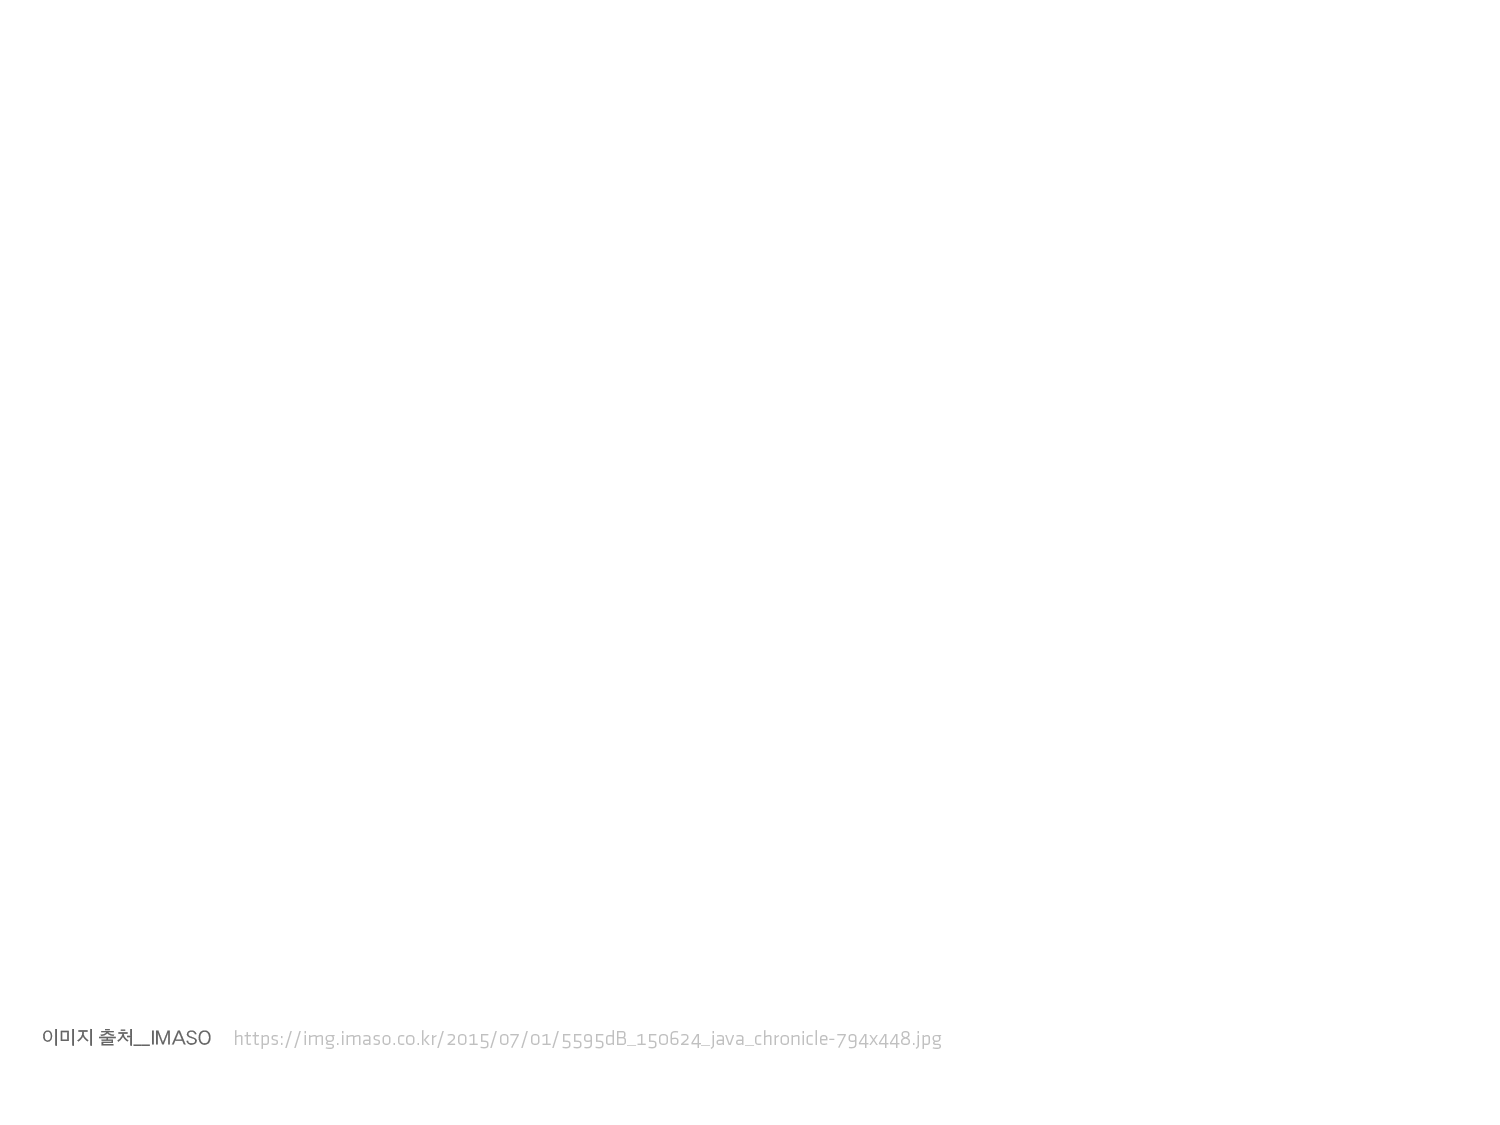 이미지 출처__IMASO https://img.imaso.co.kr/2015/07/01/5595dB_150624_java_chronicle-794x448.jpg